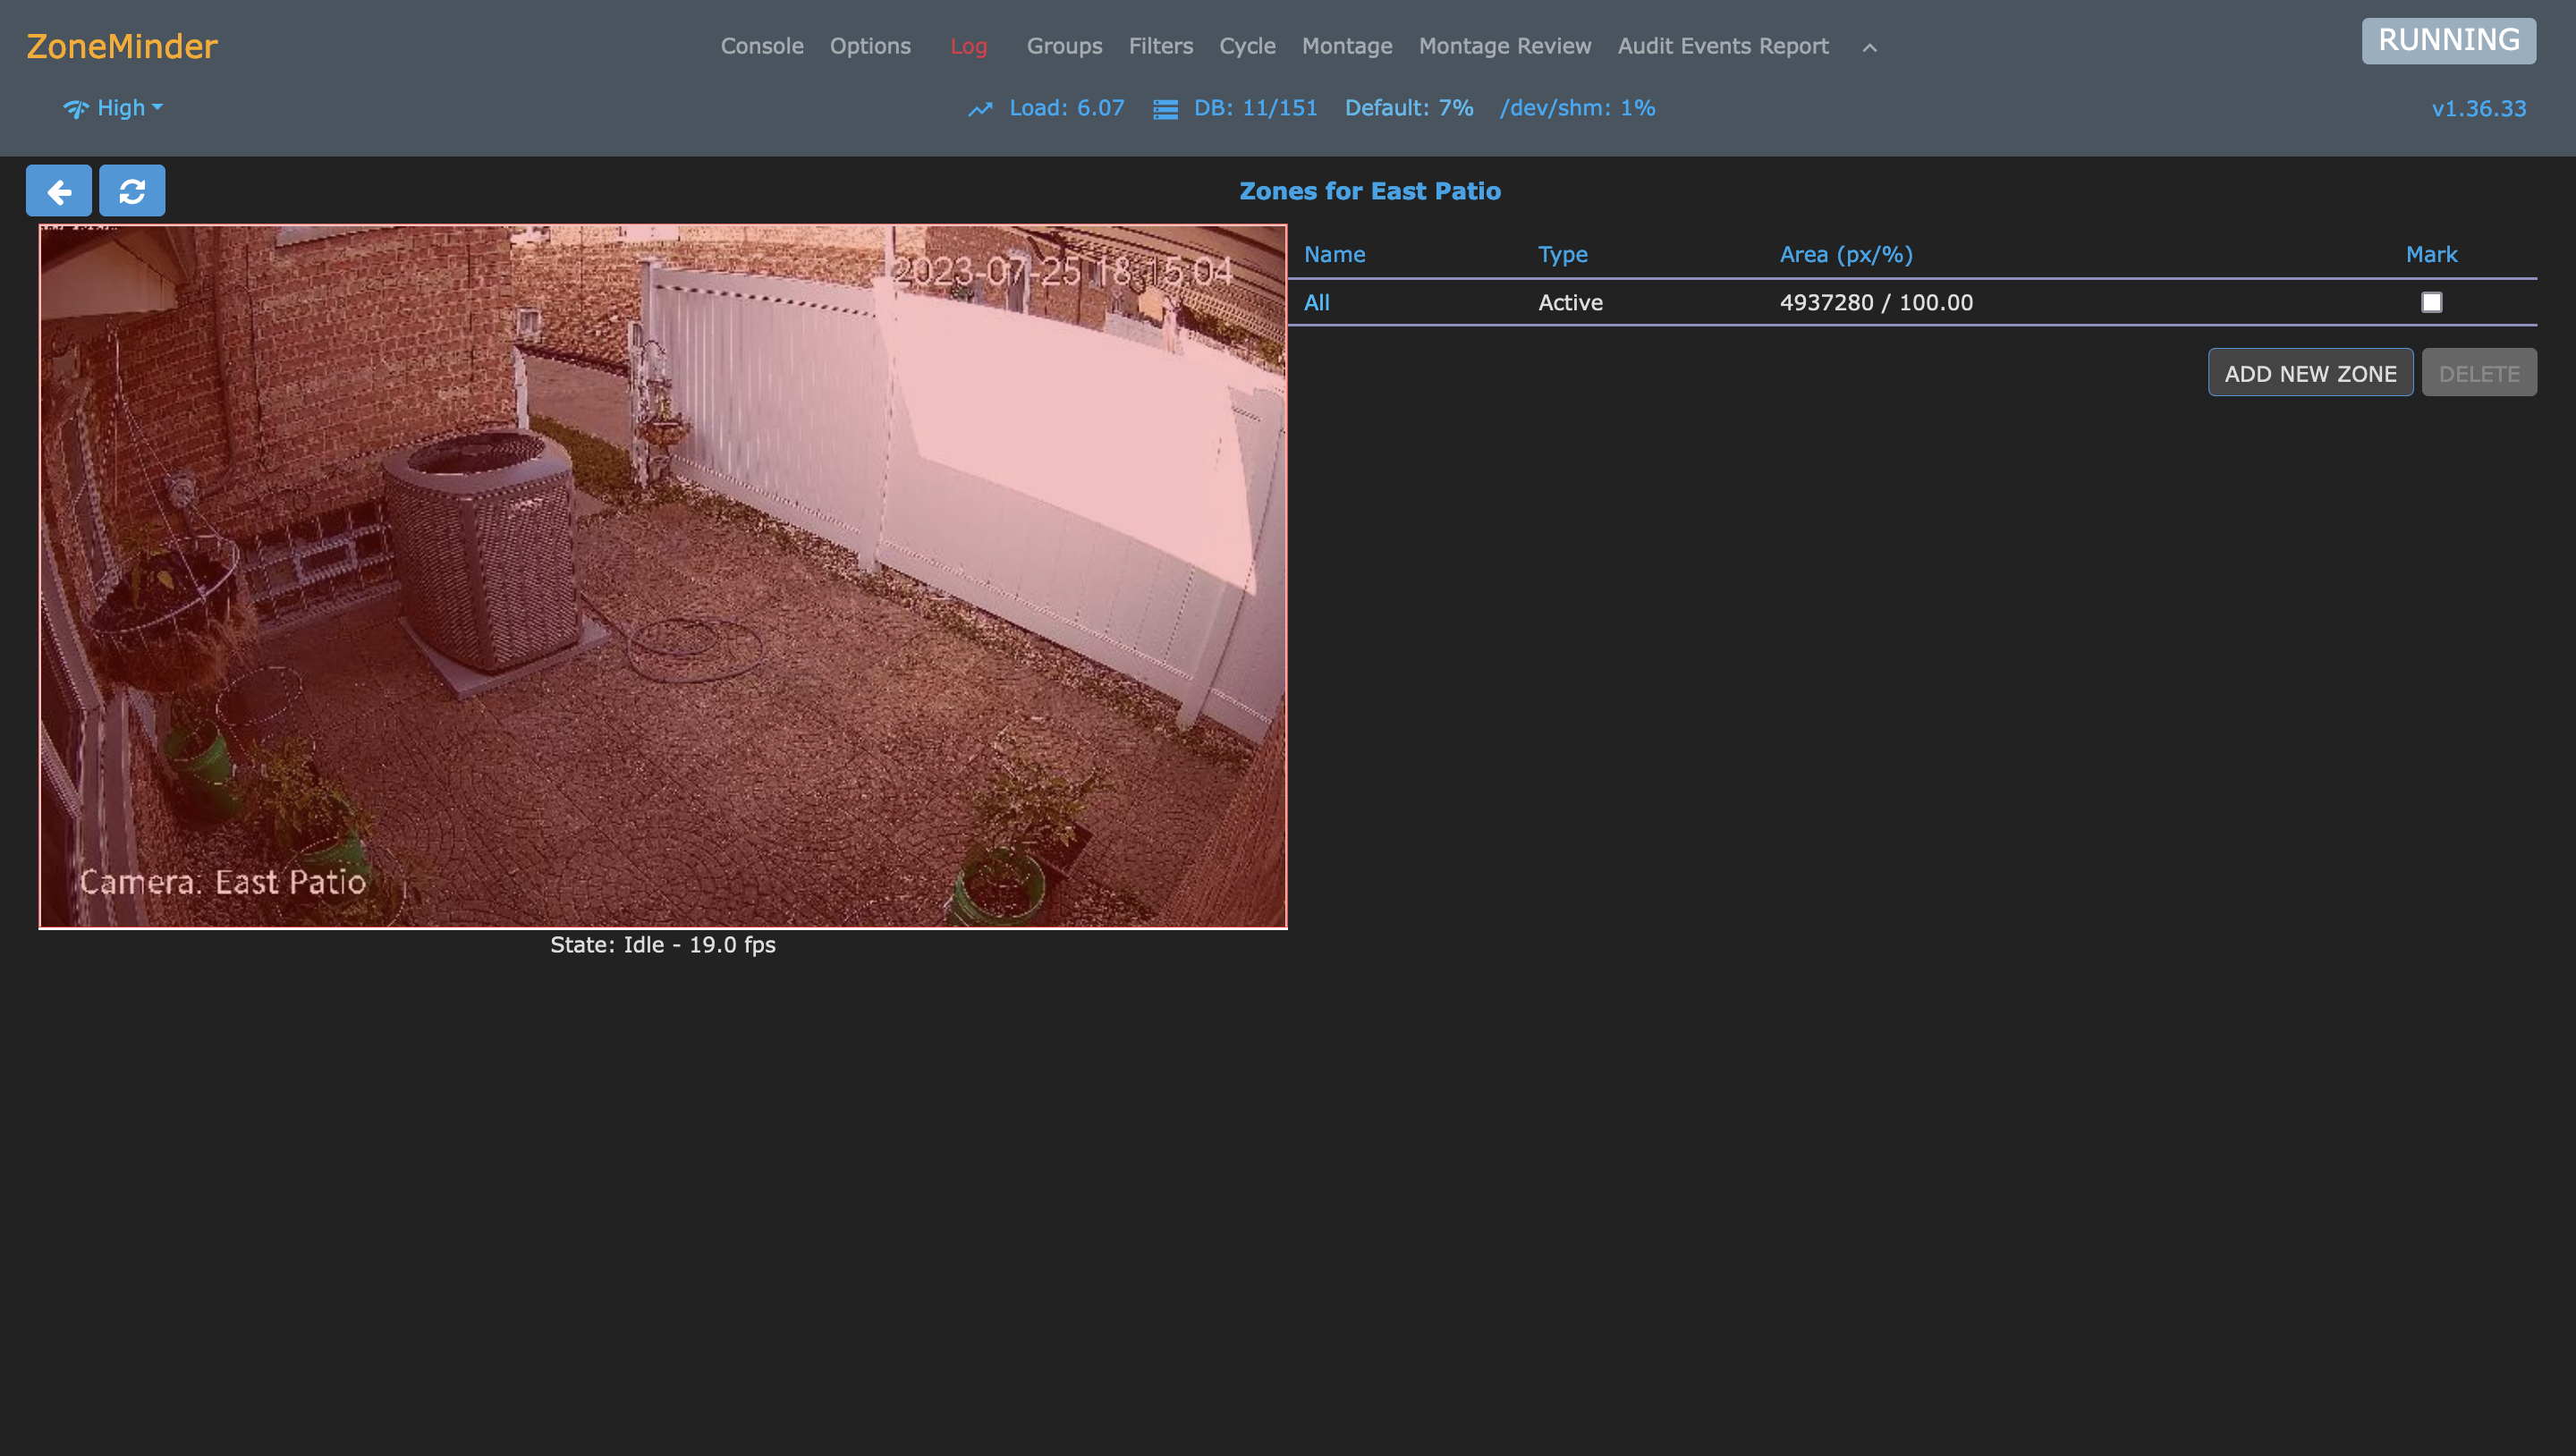 ZoneMinder
Console Options Log Groups Filters Cycle Montage Montage Review Audit Events Report
RUNNING
High
Load: 6.07 DB: 11/151 Default: 7% /dev/shm: 1%
v1.36.33
Zones for East Patio
2023-07-25 18:15:04
Camera: East Patio
State: Idle - 19.0 fps
Name Type Area (px/%) Mark
All Active 4937280 / 100.00
ADD NEW ZONE DELETE